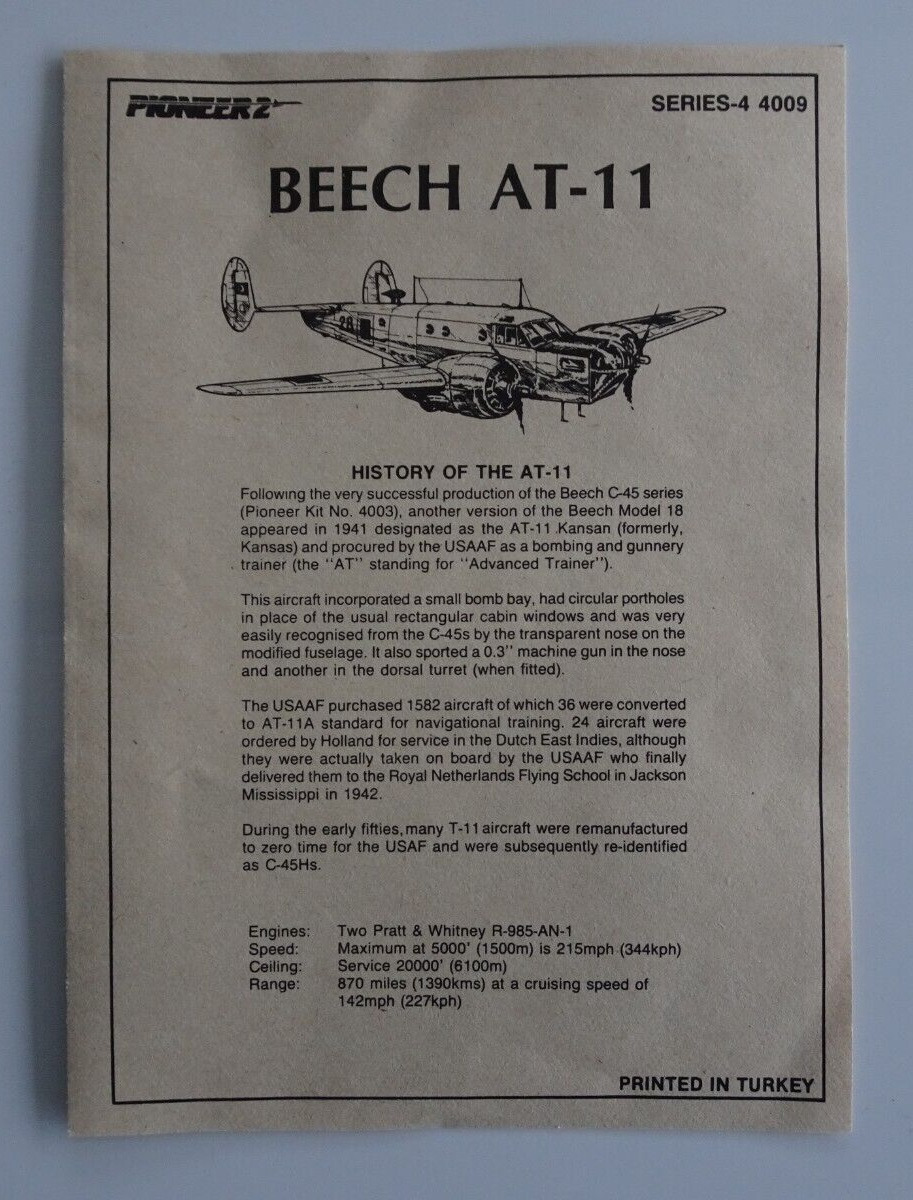 PIONEER 2
SERIES-4 4009
BEECH AT-11
28
HISTORY OF THE AT-11
Following the very successful production of the Beech C-45 series
(Pioneer Kit No. 4003), another version of the Beech Model 18
appeared in 1941 designated as the AT-11 .Kansan (formerly,
Kansas) and procured by the USAAF as a bombing and gunnery
trainer (the "AT" standing for "Advanced Trainer").
This aircraft incorporated a small bomb bay, had circular portholes
in place of the usual rectangular cabin windows and was very
easily recognised from the C-45s by the transparent nose on the
modified fuselage. It also sported a 0.3" machine gun in the nose
and another in the dorsal turret (when fitted).
The USAAF purchased 1582 aircraft of which 36 were converted
to AT-11A standard for navigational training. 24 aircraft were
ordered by Holland for service in the Dutch East Indies, although
they were actually taken on board by the USAAF who finally
delivered them to the Royal Netherlands Flying School in Jackson
Mississippi in 1942.
During the early fifties, many T-11 aircraft were remanufactured
to zero time for the USAF and were subsequently re-identified
as C-45Hs.
Engines: Two Pratt & Whitney R-985-AN-1
Speed: Maximum at 5000' (1500m) is 215mph (344kph)
Ceiling: Service 20000' (6100m)
Range: 870 miles (1390kms) at a cruising speed of
142mph (227kph)
PRINTED IN TURKEY